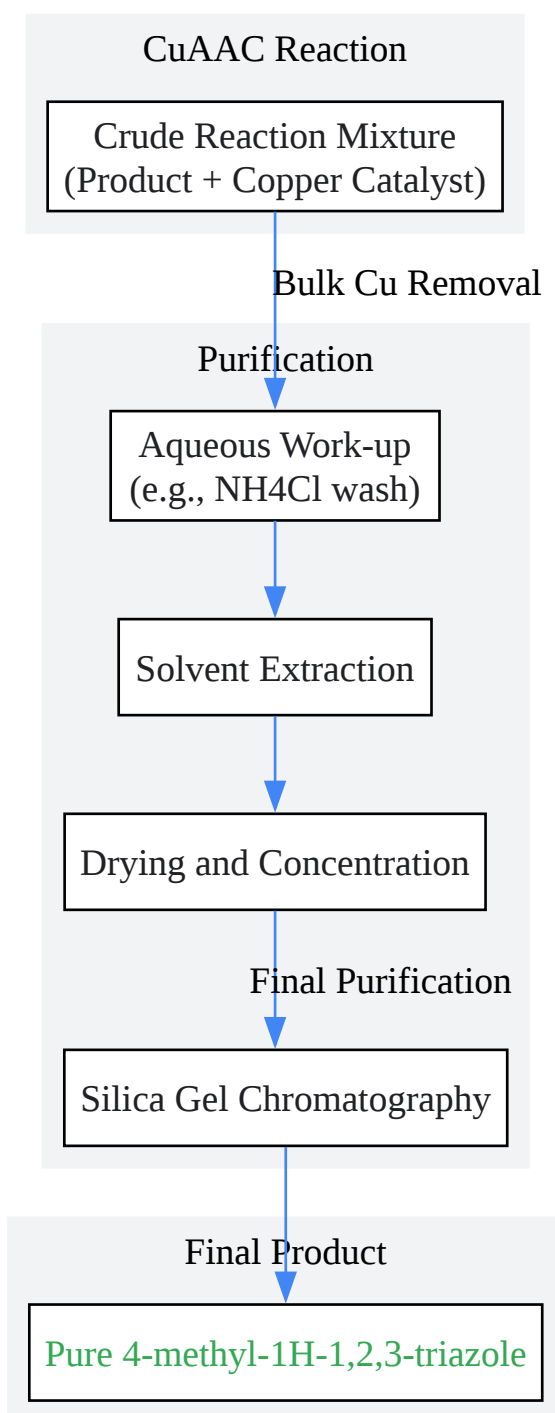 CuAAC Reaction
Crude Reaction Mixture
(Product + Copper Catalyst)
Bulk Cu Removal
Purification
Aqueous Work-up
(e.g., NH4Cl wash)
Solvent Extraction
Drying and Concentration
Final Purification
Silica Gel Chromatography
Final Product
Pure 4-methyl-1H-1,2,3-triazole